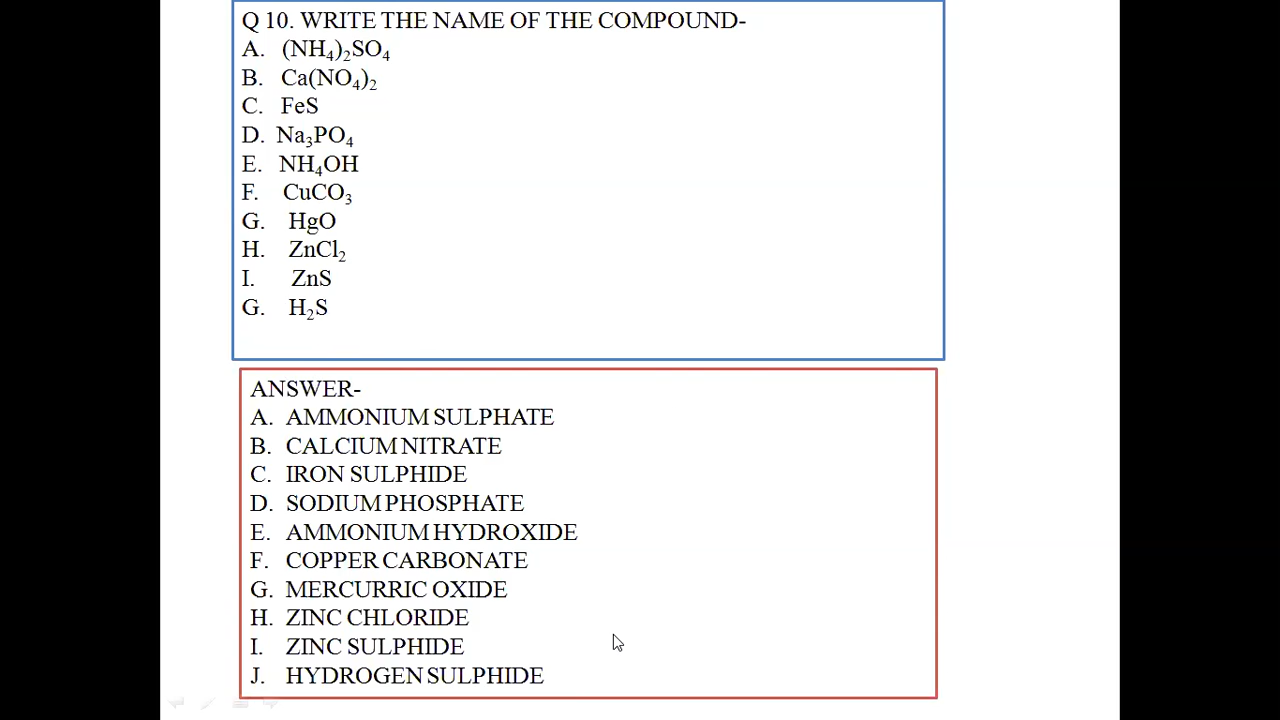 Q 10. WRITE THE NAME OF THE COMPOUND-
A. (NH₄)₂SO₄
B. Ca(NO₄)₂
C. FeS
D. Na₃PO₄
E. NH₄OH
F. CuCO₃
G. HgO
H. ZnCl₂
I. ZnS
G. H₂S
ANSWER-
A. AMMONIUM SULPHATE
B. CALCIUM NITRATE
C. IRON SULPHIDE
D. SODIUM PHOSPHATE
E. AMMONIUM HYDROXIDE
F. COPPER CARBONATE
G. MERCURRIC OXIDE
H. ZINC CHLORIDE
I. ZINC SULPHIDE
J. HYDROGEN SULPHIDE